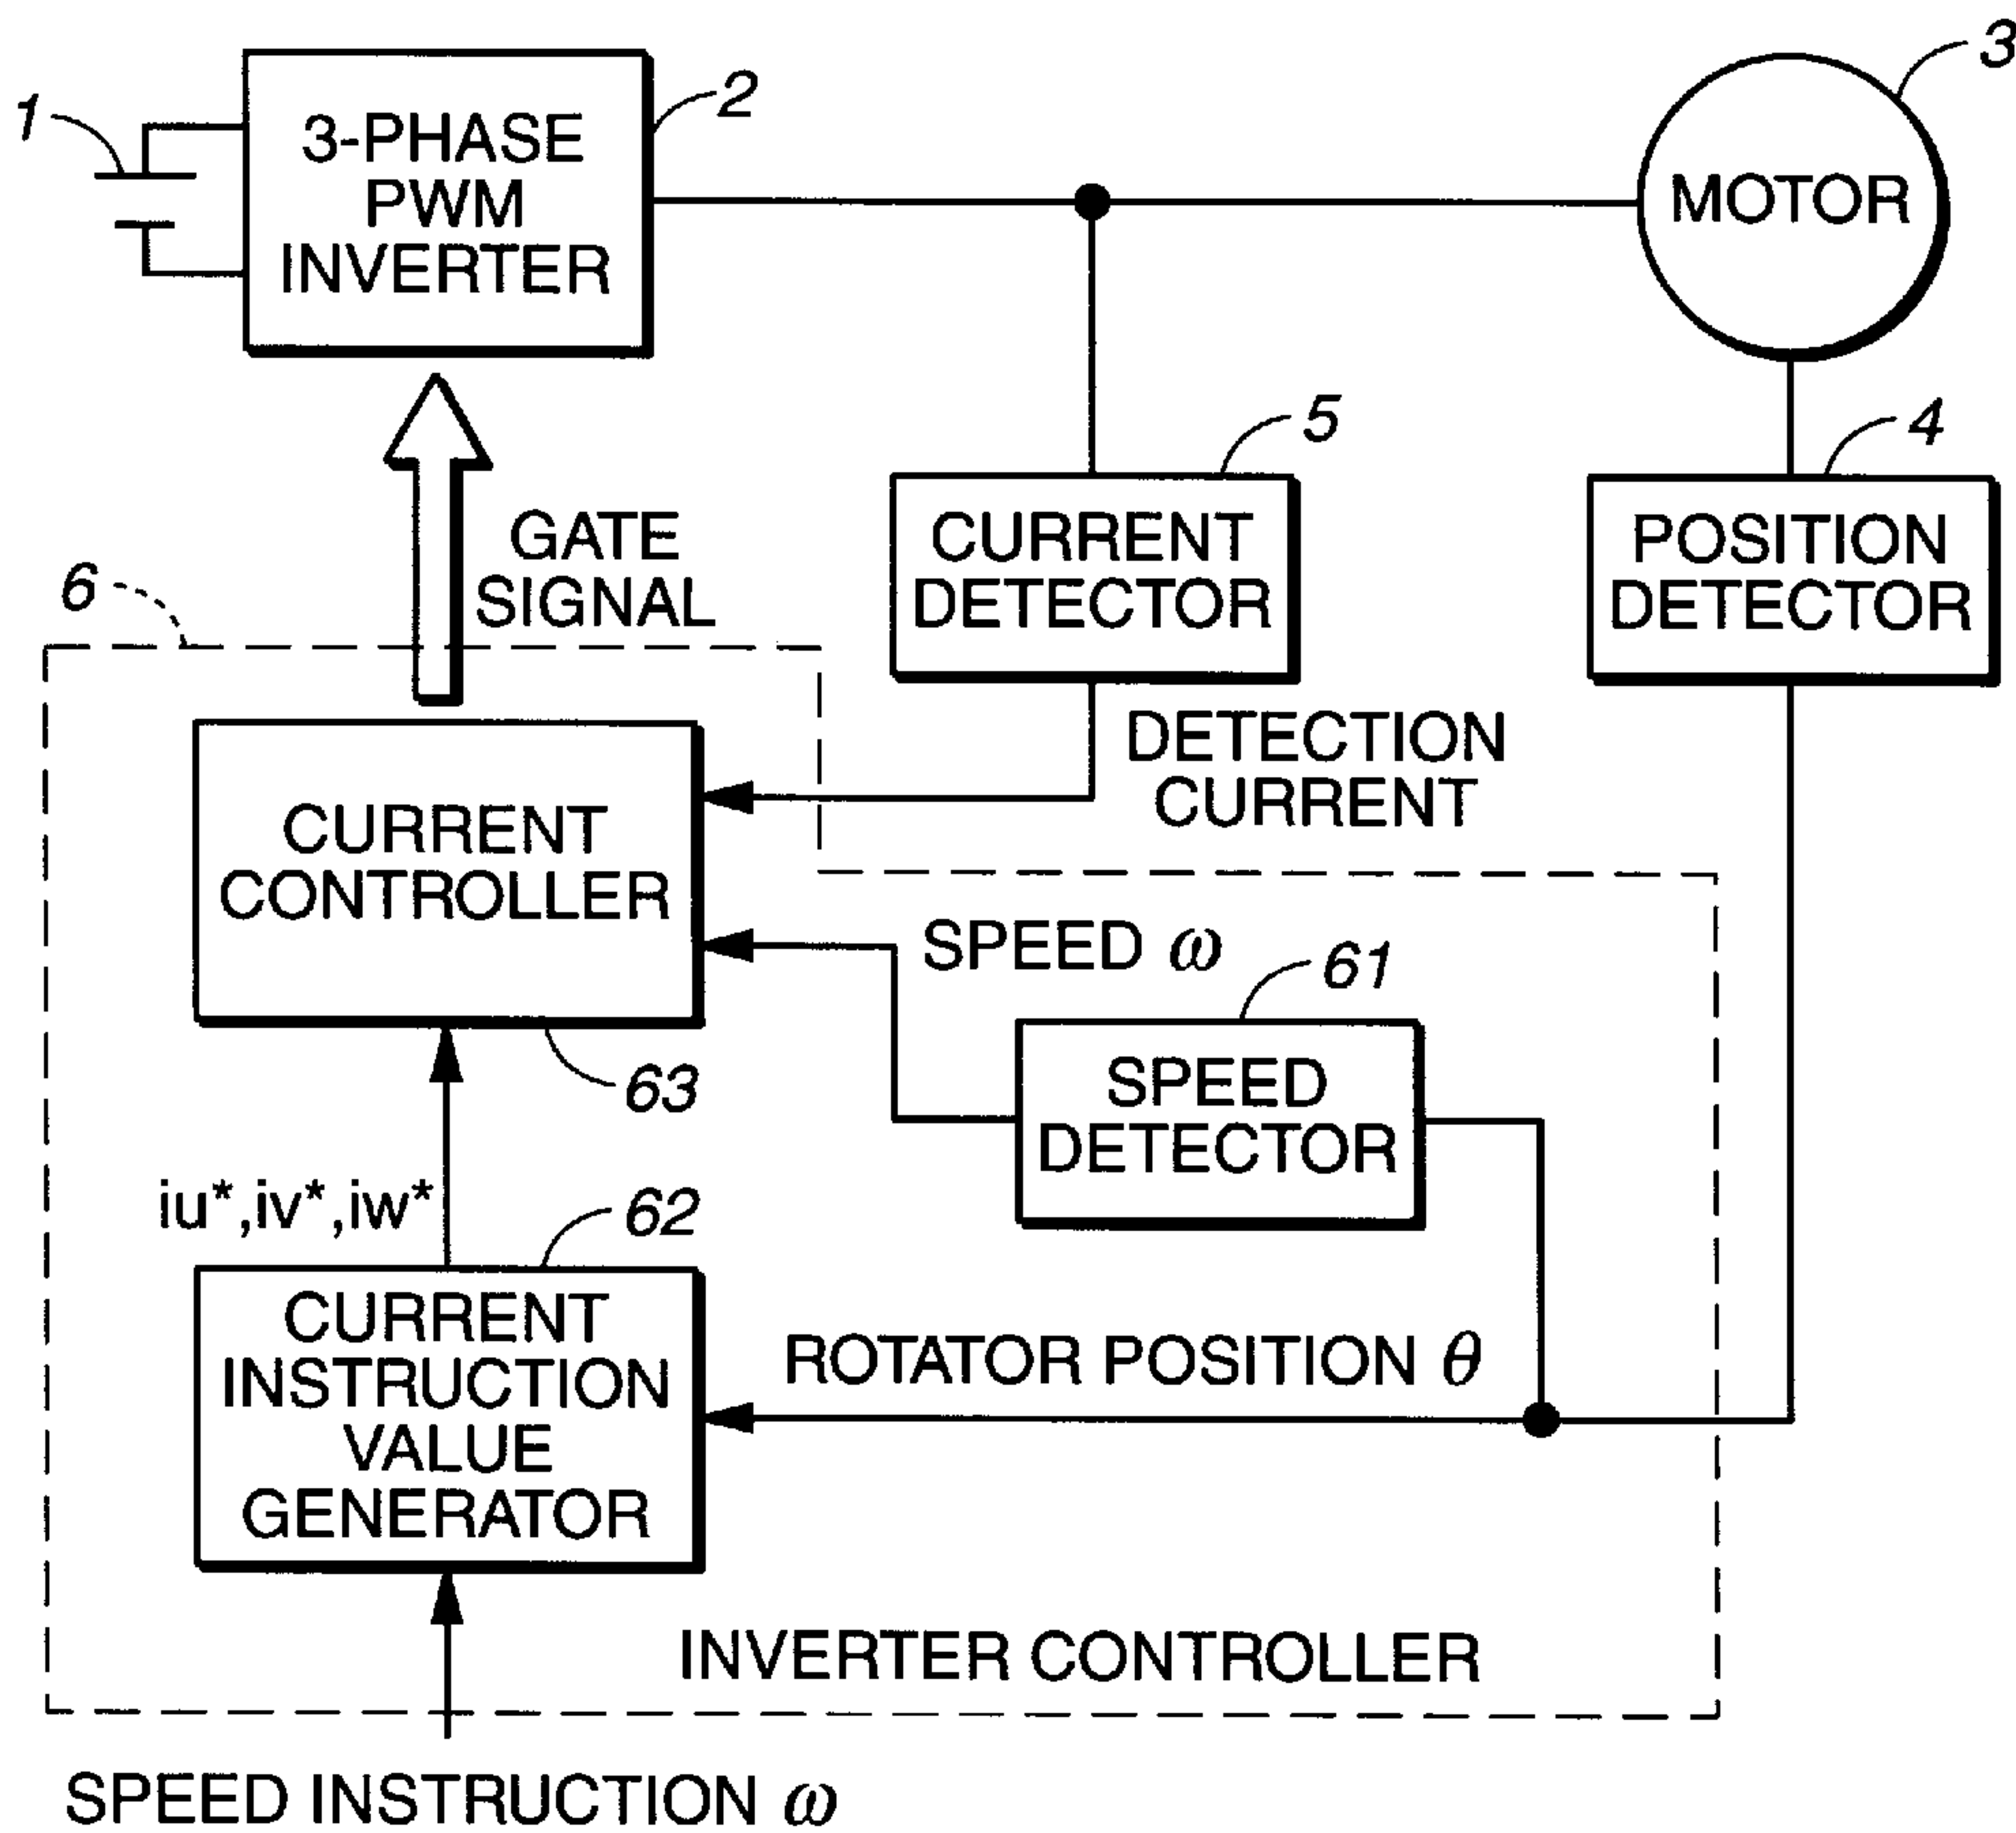 1
3-PHASE
PWM
INVERTER
2
MOTOR
3
GATE
SIGNAL
5
CURRENT
DETECTOR
4
POSITION
DETECTOR
6
DETECTION
CURRENT
CURRENT
CONTROLLER
63
SPEED ω
61
SPEED
DETECTOR
iu*,iv*,iw*
62
CURRENT
INSTRUCTION
VALUE
GENERATOR
ROTATOR POSITION θ
INVERTER CONTROLLER
SPEED INSTRUCTION ω